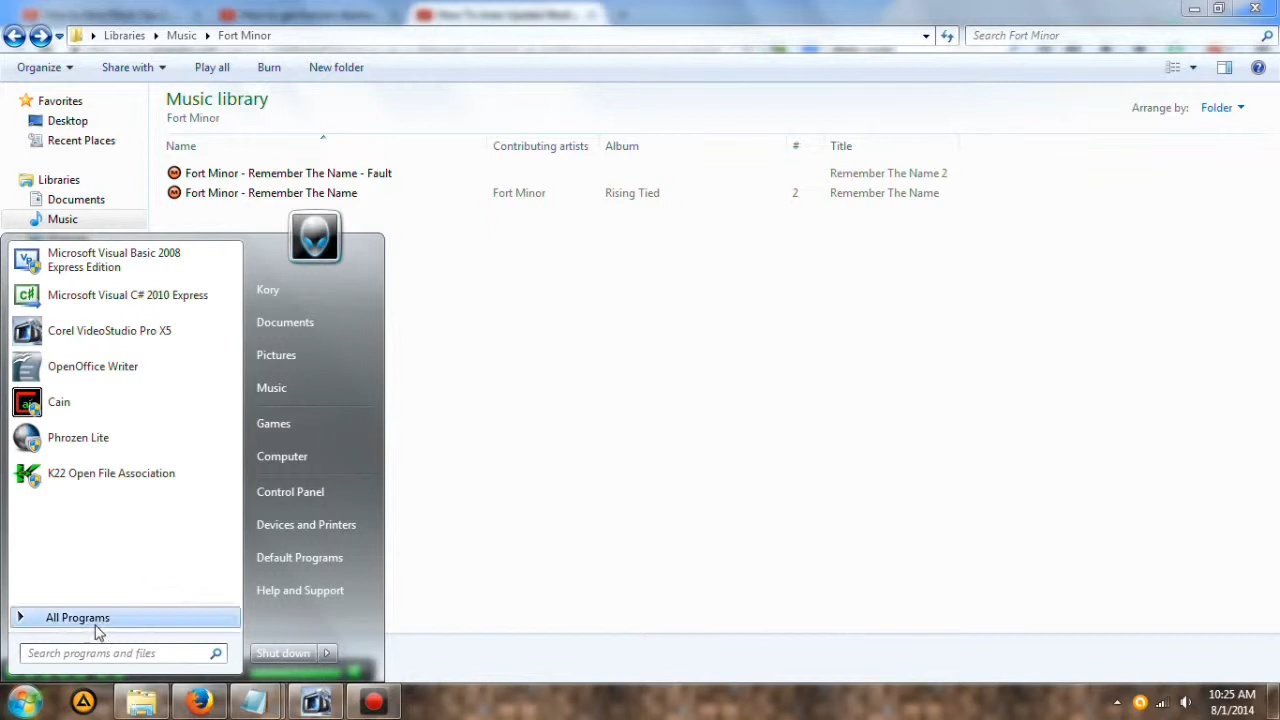 Libraries Music Fort Minor
Search Fort Minor
Organize Share with Play all Burn New folder
Favorites
Desktop
Recent Places
Libraries
Documents
Music
Music library
Fort Minor
Arrange by: Folder
Name Contributing artists Album # Title
Fort Minor - Remember The Name - Fault Remember The Name 2
Fort Minor - Remember The Name Fort Minor Rising Tied 2 Remember The Name
Microsoft Visual Basic 2008
Express Edition
Microsoft Visual C# 2010 Express
Corel VideoStudio Pro X5
OpenOffice Writer
Cain
Phrozen Lite
K22 Open File Association
All Programs
Search programs and files
Kory
Documents
Pictures
Music
Games
Computer
Control Panel
Devices and Printers
Default Programs
Help and Support
Shut down
10:25 AM
8/1/2014